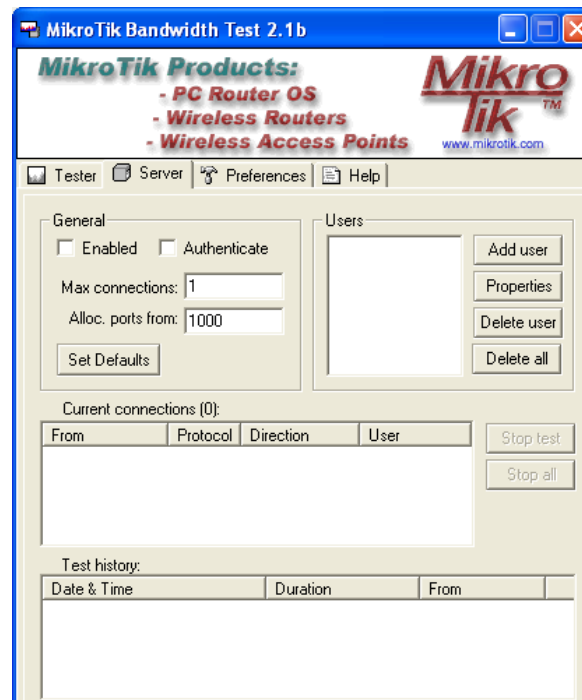 MikroTik Bandwidth Test 2.1b
MikroTik Products:
- PC Router OS
- Wireless Routers
- Wireless Access Points
Mikro
Tik TM
www.mikrotik.com
Tester Server Preferences Help
General
Enabled Authenticate
Max connections: 1
Alloc. ports from: 1000
Set Defaults
Users
Add user
Properties
Delete user
Delete all
Current connections (0):
From Protocol Direction User
Stop test
Stop all
Test history:
Date & Time Duration From